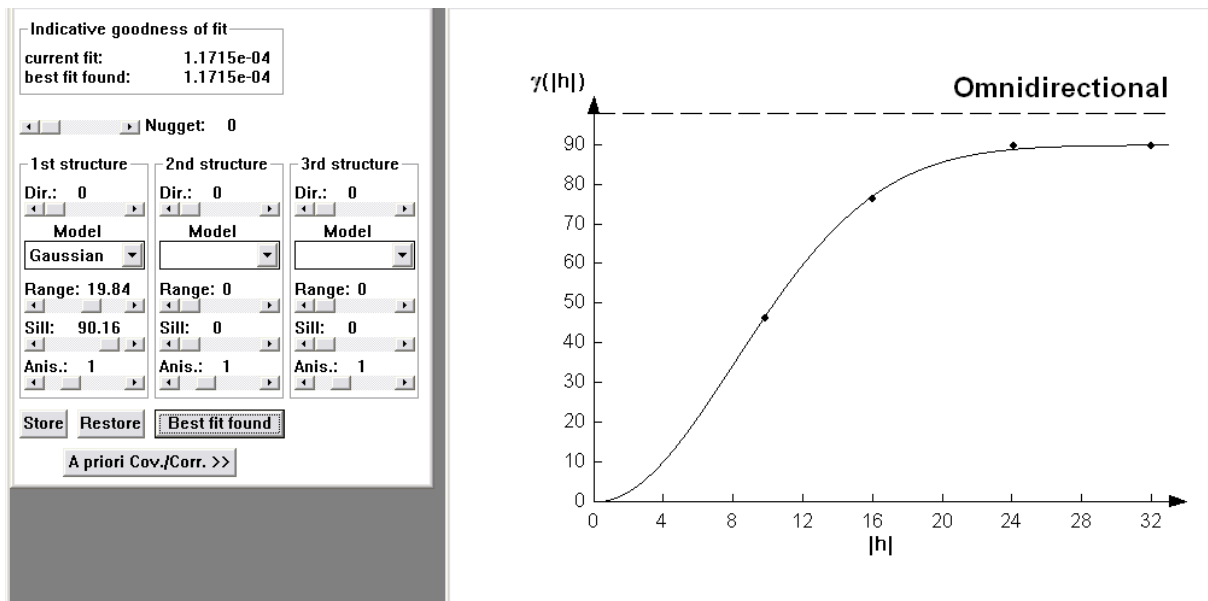 Indicative goodness of fit
current fit: 1.1715e-04
best fit found: 1.1715e-04
Nugget: 0
1st structure
Dir.: 0
Model
Gaussian
Range: 19.84
Sill: 90.16
Anis.: 1
2nd structure
Dir.: 0
Model
Range: 0
Sill: 0
Anis.: 1
3rd structure
Dir.: 0
Model
Range: 0
Sill: 0
Anis.: 1
Store Restore Best fit found
A priori Cov./Corr. >>
γ(|h|)
Omnidirectional
90
80
70
60
50
40
30
20
10
0
0 4 8 12 16 20 24 28 32
|h|